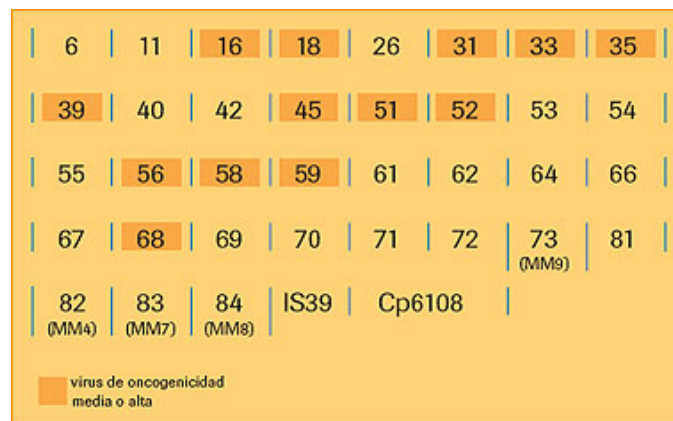 6 11 16 18 26 31 33 35
39 40 42 45 51 52 53 54
55 56 58 59 61 62 64 66
67 68 69 70 71 72 73 81
(MM9)
82 83 84 IS39 Cp6108
(MM4) (MM7) (MM8)
virus de oncogenicidad
media o alta